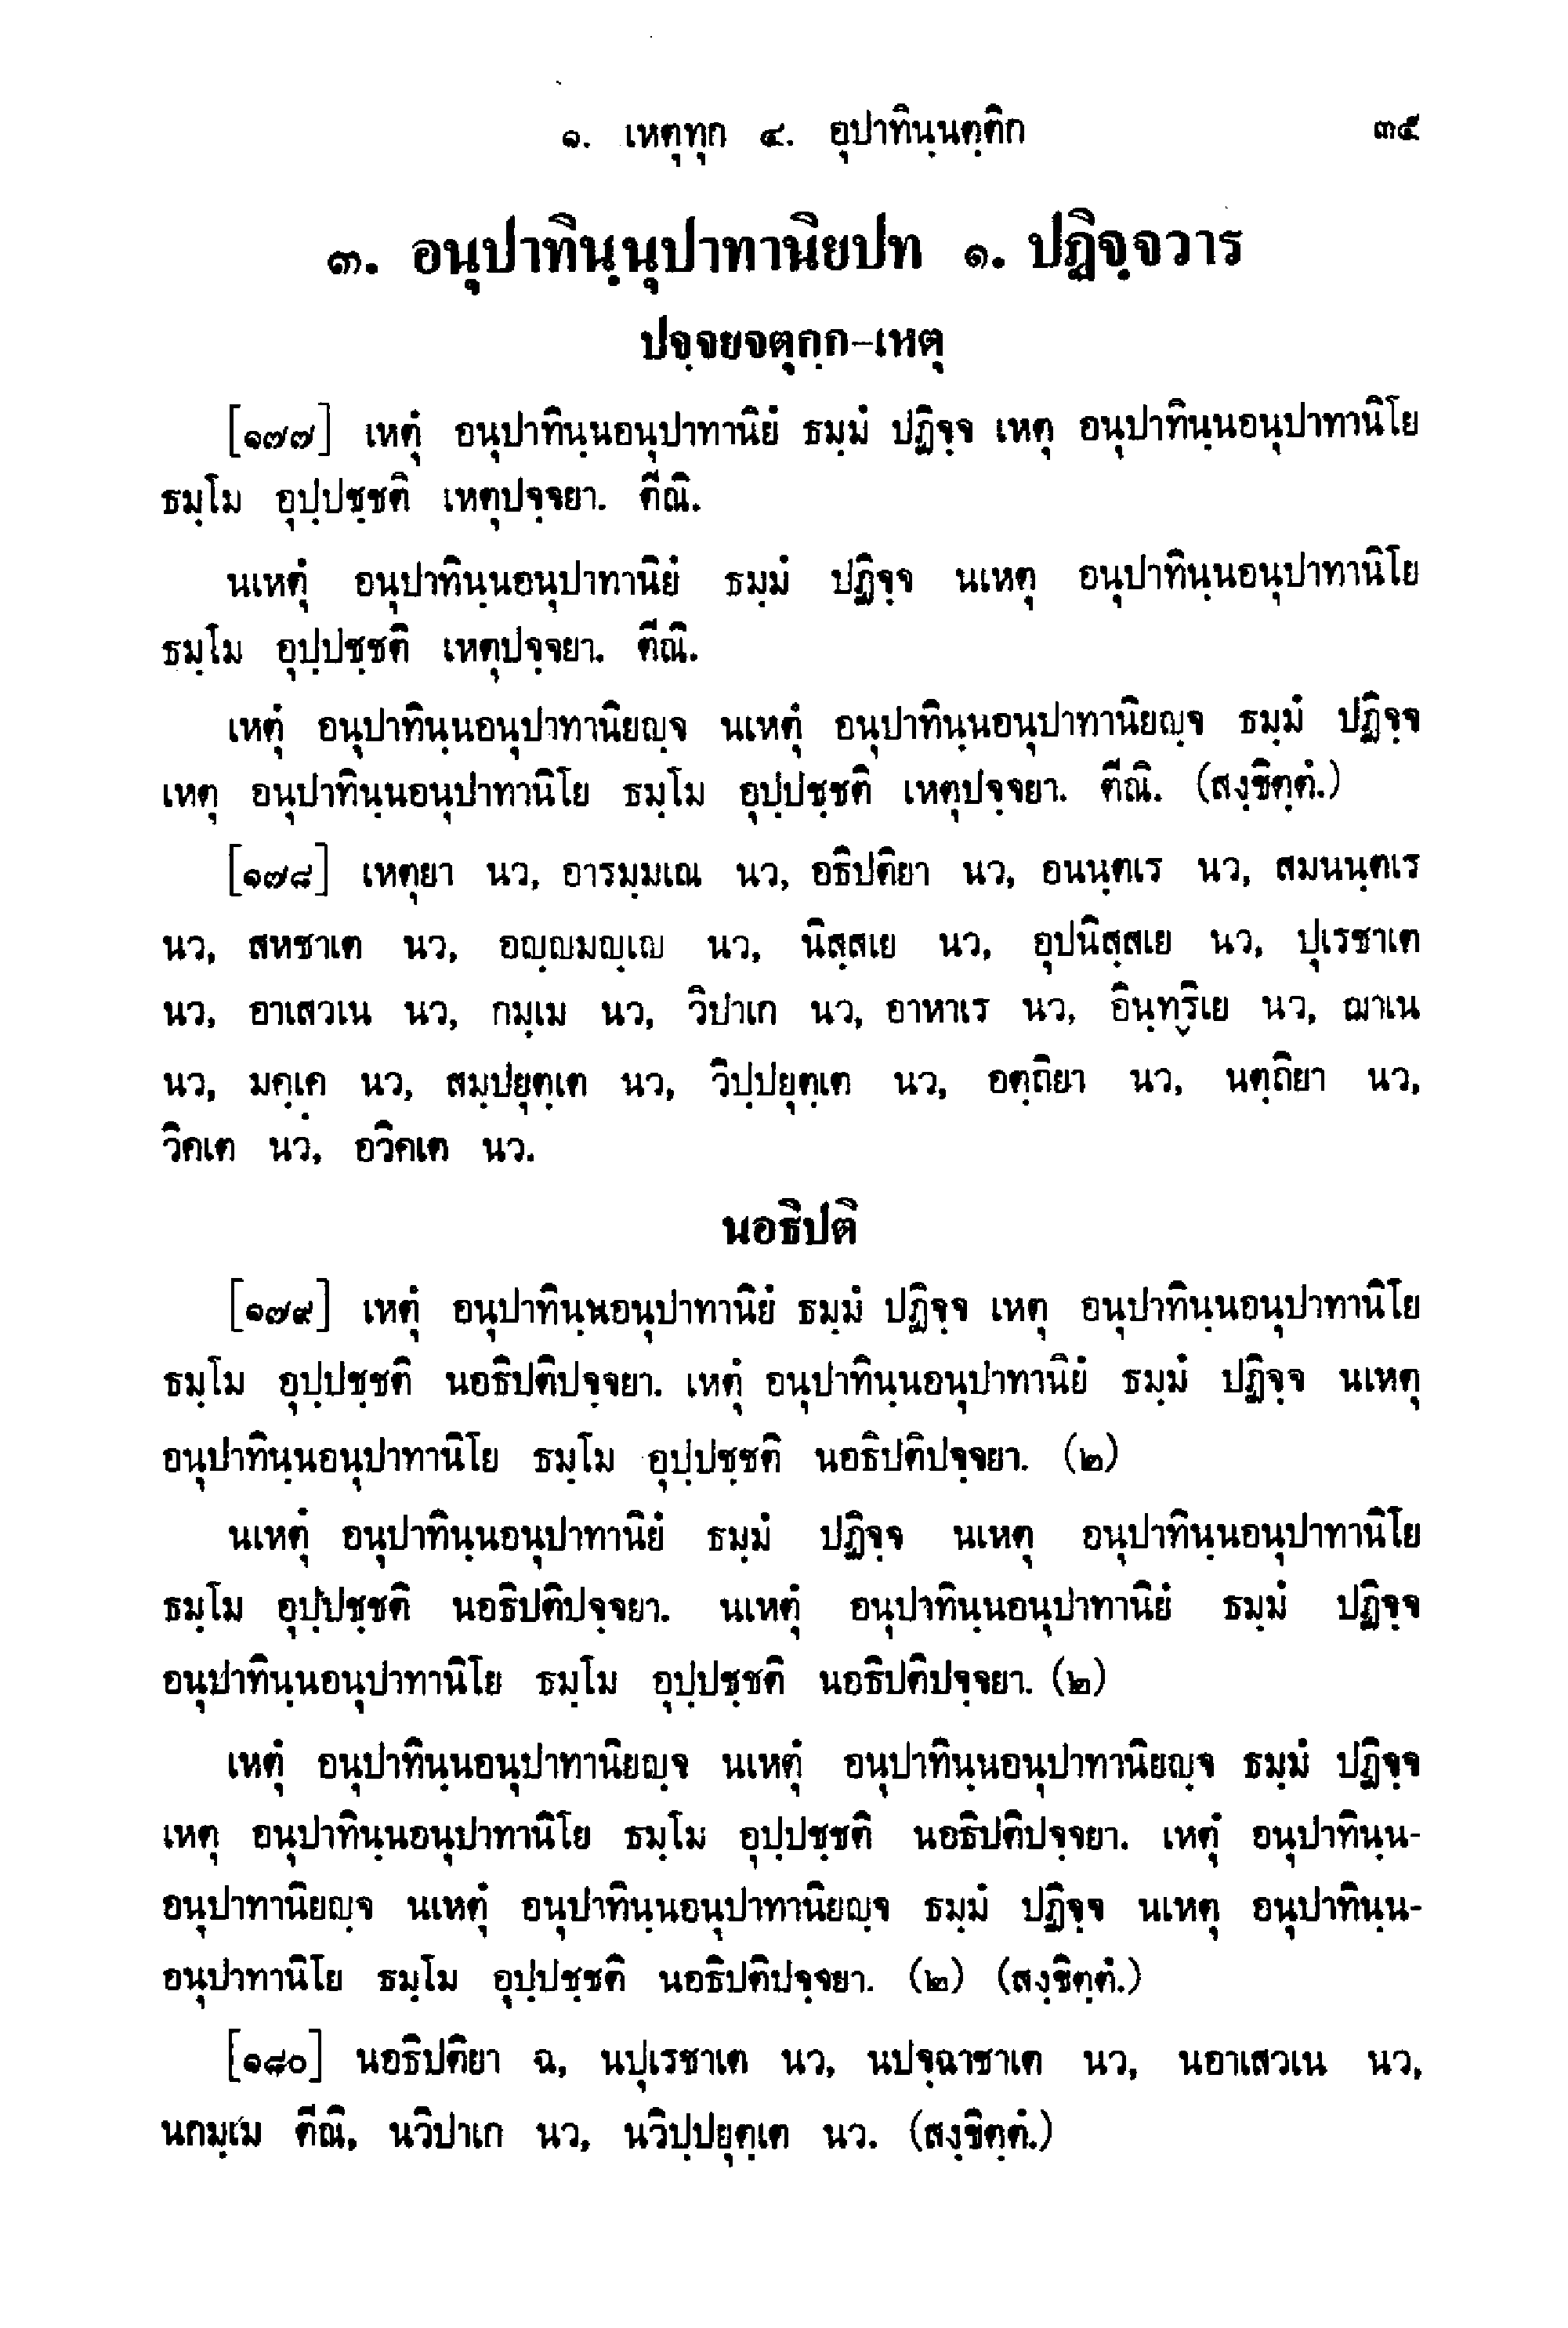 ๑. เหตุทุก ๔. อุปาทินฺนตฺติก ๓๕
๓. อนุปาทินฺนุปาทานิยปท ๑. ปฏิจฺจวาร
ปจฺจยจตุกฺก-เหตุ
[๑๗๗] เหตุํ อนุปาทินฺนอนุปาทานิยํ ธมฺมํ ปฏิจฺจ เหตุ อนุปาทินฺนอนุปาทานิโย
ธมฺโม อุปฺปชฺชติ เหตุปจฺจยา. ตีณิ.
นเหตุํ อนุปาทินฺนอนุปาทานิยํ ธมฺมํ ปฏิจฺจ นเหตุ อนุปาทินฺนอนุปาทานิโย
ธมฺโม อุปฺปชฺชติ เหตุปจฺจยา. ตีณิ.
เหตุํ อนุปาทินฺนอนุปาทานิยญฺจ นเหตุํ อนุปาทินฺนอนุปาทานิยญฺจ ธมฺมํ ปฏิจฺจ
เหตุ อนุปาทินฺนอนุปาทานิโย ธมฺโม อุปฺปชฺชติ เหตุปจฺจยา. ตีณิ. (สงฺขิตฺตํ.)
[๑๗๘] เหตุยา นว, อารมฺมเณ นว, อธิปติยา นว, อนนฺตเร นว, สมนนฺตเร
นว, สหชาเต นว, อญฺญมญฺเญ นว, นิสฺสเย นว, อุปนิสฺสเย นว, ปุเรชาเต
นว, อาเสวเน นว, กมฺเม นว, วิปาเก นว, อาหาเร นว, อินฺทฺริเย นว, ฌาเน
นว, มคฺเค นว, สมฺปยุตฺเต นว, วิปฺปยุตฺเต นว, อตฺถิยา นว, นตฺถิยา นว,
วิคเต นว, อวิคเต นว.
นอธิปติ
[๑๗๙] เหตุํ อนุปาทินฺนอนุปาทานิยํ ธมฺมํ ปฏิจฺจ เหตุ อนุปาทินฺนอนุปาทานิโย
ธมฺโม อุปฺปชฺชติ นอธิปติปจฺจยา. เหตุํ อนุปาทินฺนอนุปาทานิยํ ธมฺมํ ปฏิจฺจ นเหตุ
อนุปาทินฺนอนุปาทานิโย ธมฺโม อุปฺปชฺชติ นอธิปติปจฺจยา. (๒)
นเหตุํ อนุปาทินฺนอนุปาทานิยํ ธมฺมํ ปฏิจฺจ นเหตุ อนุปาทินฺนอนุปาทานิโย
ธมฺโม อุปฺปชฺชติ นอธิปติปจฺจยา. นเหตุํ อนุปาทินฺนอนุปาทานิยํ ธมฺมํ ปฏิจฺจ
อนุปาทินฺนอนุปาทานิโย ธมฺโม อุปฺปชฺชติ นอธิปติปจฺจยา. (๒)
เหตุํ อนุปาทินฺนอนุปาทานิยญฺจ นเหตุํ อนุปาทินฺนอนุปาทานิยญฺจ ธมฺมํ ปฏิจฺจ
เหตุ อนุปาทินฺนอนุปาทานิโย ธมฺโม อุปฺปชฺชติ นอธิปติปจฺจยา. เหตุํ อนุปาทินฺน-
อนุปาทานิยญฺจ นเหตุํ อนุปาทินฺนอนุปาทานิยญฺจ ธมฺมํ ปฏิจฺจ นเหตุ อนุปาทินฺน-
อนุปาทานิโย ธมฺโม อุปฺปชฺชติ นอธิปติปจฺจยา. (๒) (สงฺขิตฺตํ.)
[๑๘๐] นอธิปติยา ฉ, นปุเรชาเต นว, นปจฺฉาชาเต นว, นอาเสวเน นว,
นกมฺเม ตีณิ, นวิปาเก นว, นวิปฺปยุตฺเต นว. (สงฺขิตฺตํ.)